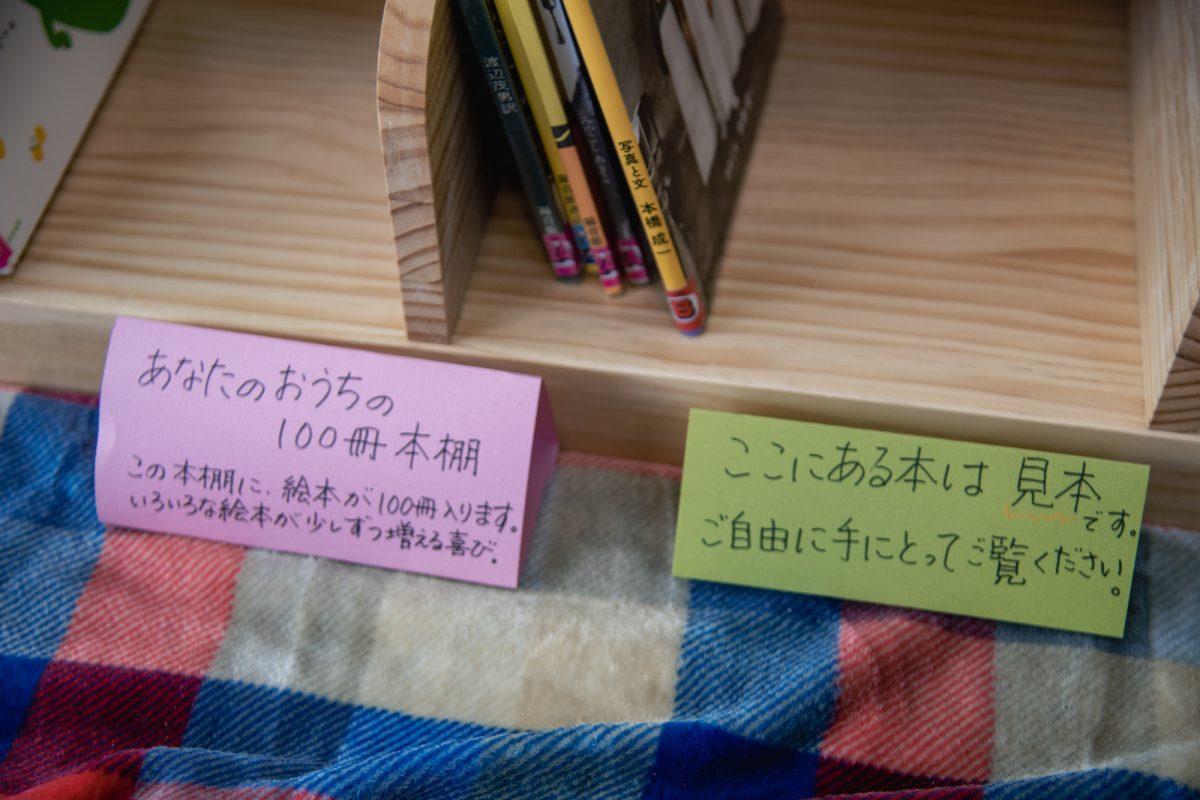 渡辺茂男訳
写真と文 本橋成一
あなたのおうちの
100冊本棚
この本棚に、絵本が100冊入ります。
いろいろな絵本が少しずつ増える喜び.
ここにある本は 見本です。
ご自由に手にとってご覧ください。